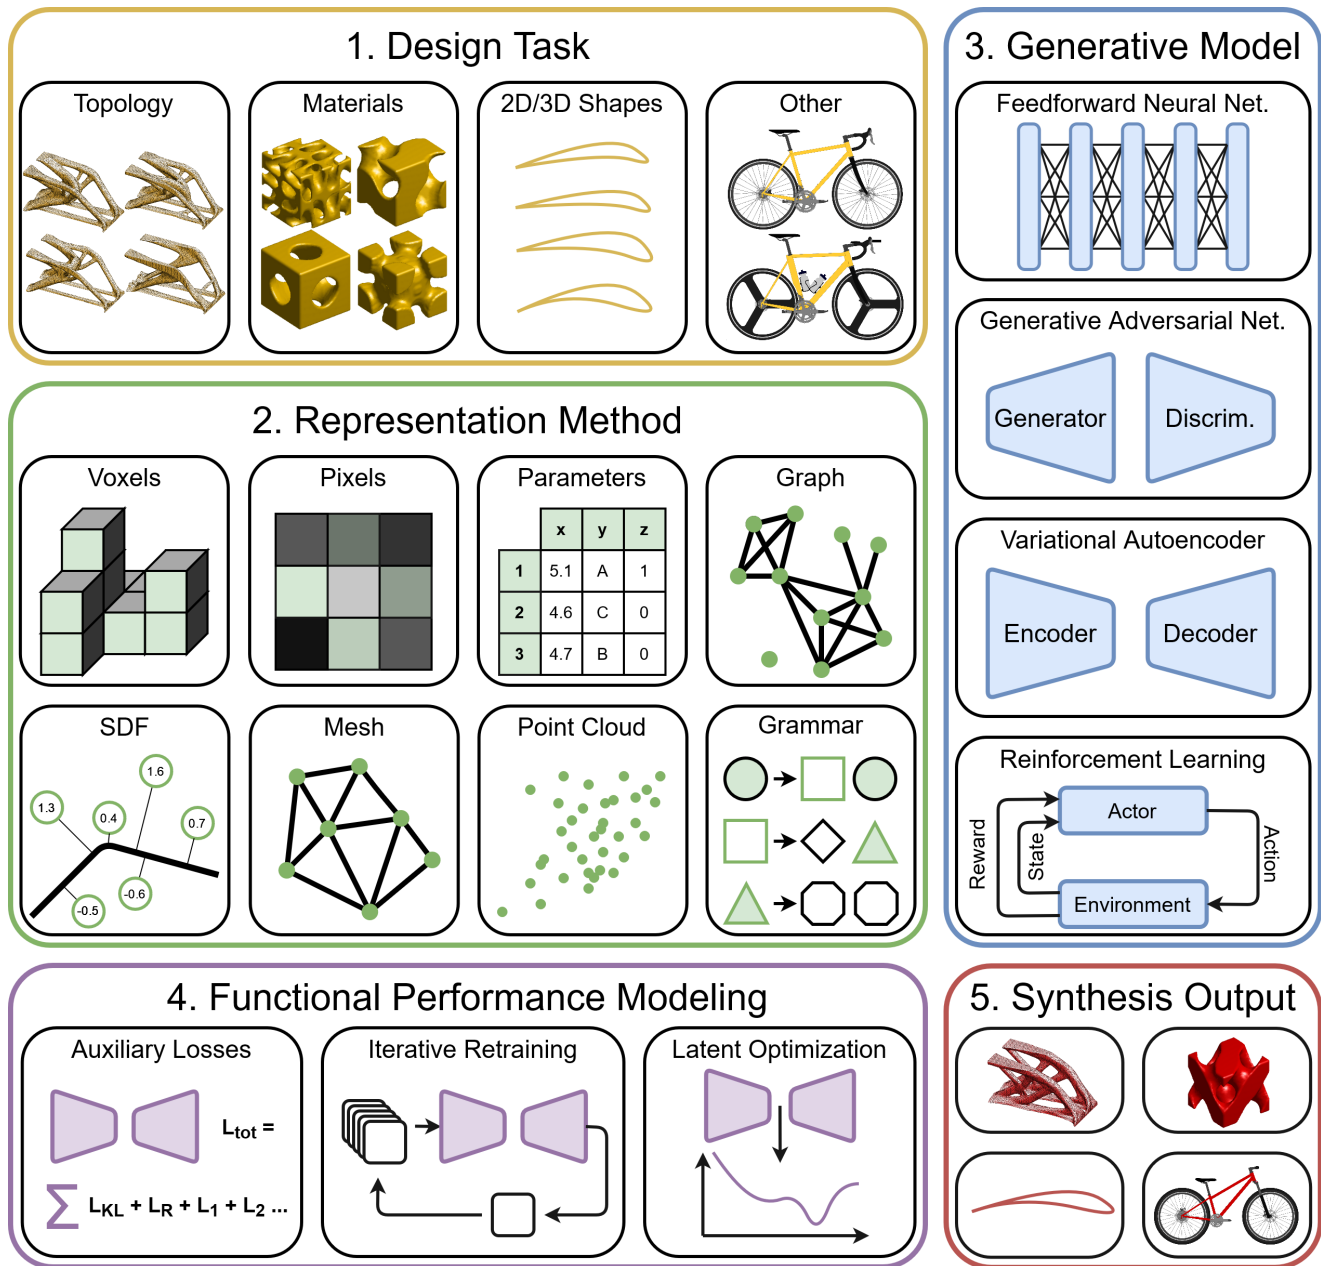 1. Design Task
Topology
Materials
2D/3D Shapes
Other
2. Representation Method
Voxels
Pixels
Parameters
x y z
1 5.1 A 1
2 4.6 C 0
3 4.7 B 0
Graph
SDF
1.6
1.3
0.4
0.7
-0.6
-0.5
Mesh
Point Cloud
Grammar
3. Generative Model
Feedforward Neural Net.
Generative Adversarial Net.
Generator
Discrim.
Variational Autoencoder
Encoder
Decoder
Reinforcement Learning
Actor
Reward
State
Action
Environment
4. Functional Performance Modeling
Auxiliary Losses
Ltot =
∑ LKL + LR + L1 + L2 ...
Iterative Retraining
Latent Optimization
5. Synthesis Output